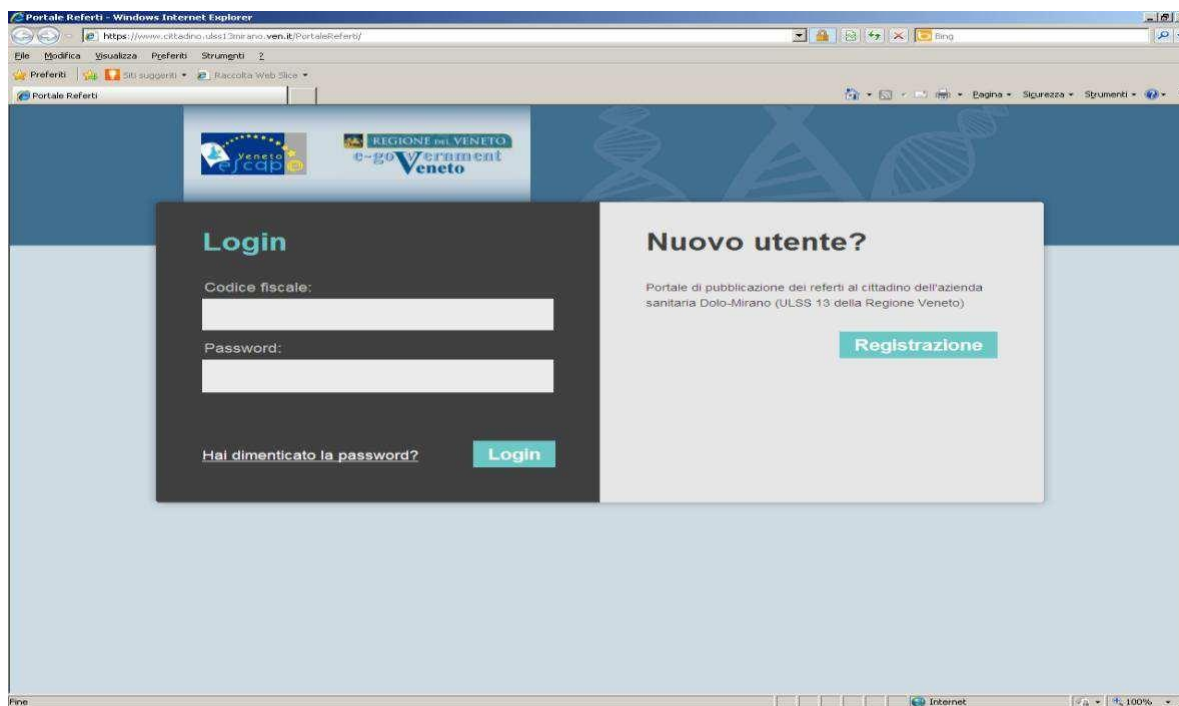 Portale Referti - Windows Internet Explorer
https://www.cittadino.ulss13mirano.ven.it/PortaleReferti/
Bing
File Modifica Visualizza Preferiti Strumenti ?
Preferiti Siti suggeriti Raccolta Web Slice
Portale Referti
Pagina Sicurezza Strumenti
Veneto
escape
REGIONE DEL VENETO
e-government
Veneto
Login
Codice fiscale:
Password:
Hai dimenticato la password?
Login
Nuovo utente?
Portale di pubblicazione dei referti al cittadino dell'azienda
sanitaria Dolo-Mirano (ULSS 13 della Regione Veneto)
Registrazione
Fine
Internet
100%